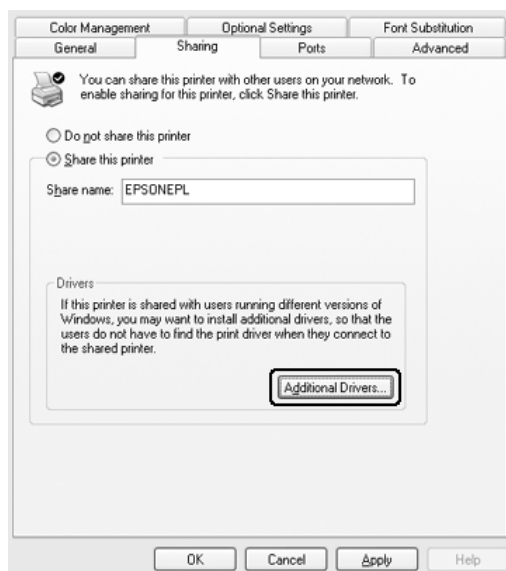 Color Management Optional Settings Font Substitution
General Sharing Ports Advanced
You can share this printer with other users on your network. To
enable sharing for this printer, click Share this printer.
Do not share this printer
Share this printer
Share name: EPSONEPL
Drivers
If this printer is shared with users running different versions of
Windows, you may want to install additional drivers, so that the
users do not have to find the print driver when they connect to
the shared printer.
Additional Drivers...
OK Cancel Apply Help